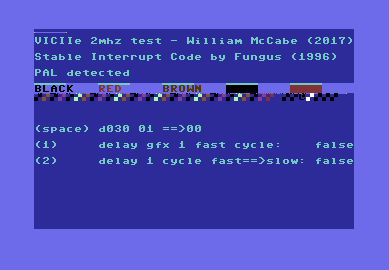 VICIIe 2mhz test - William McCabe (2017)
Stable Interrupt Code by Fungus (1996)
PAL detected
BLACK RED BROWN
(space) d030 01 ==>00
(1) delay gfx 1 fast cycle: false
(2) delay 1 cycle fast==>slow: false